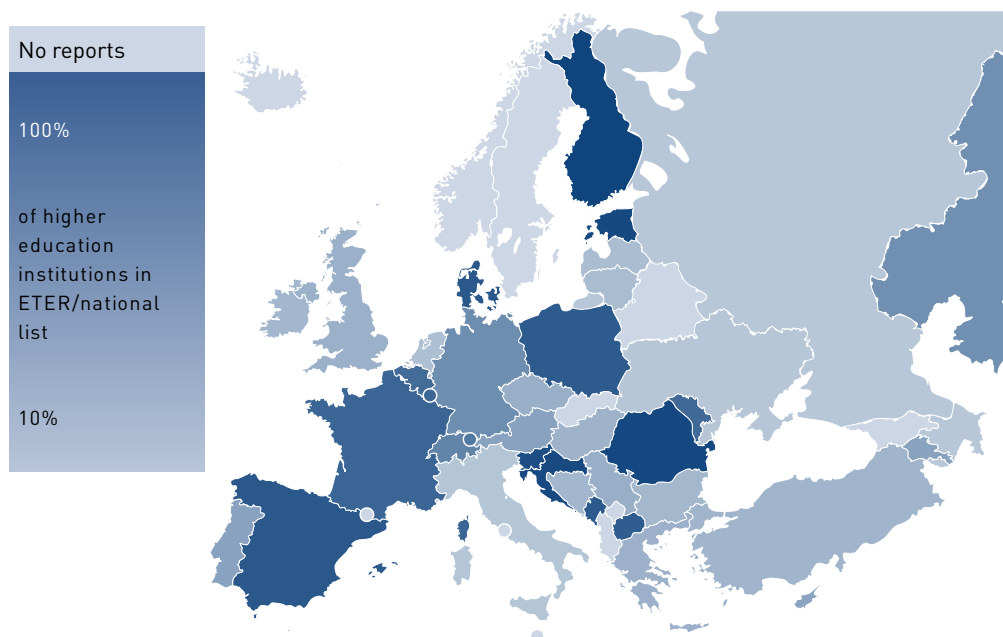 No reports
100%
of higher
education
institutions in
ETER/national
list
10%